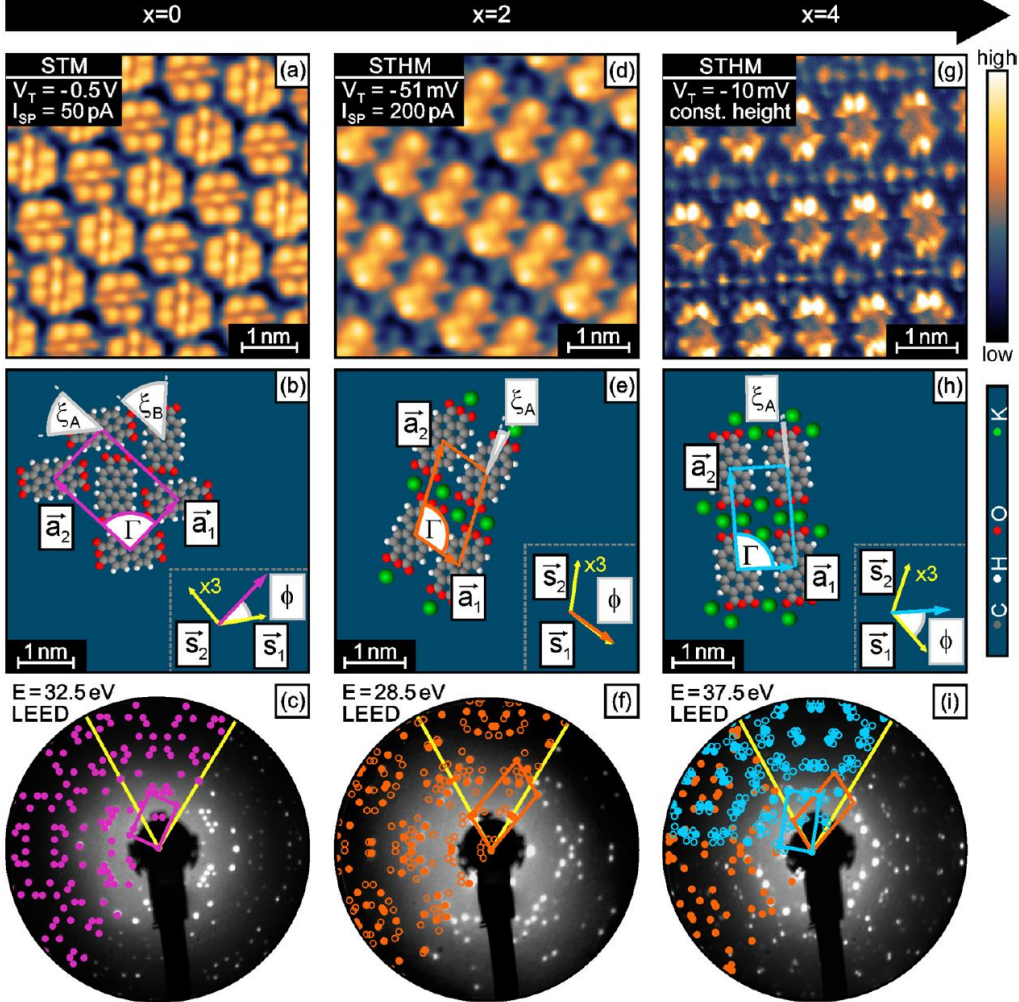 x=0
x=2
x=4
STM
V_T = -0.5 V
I_SP = 50 pA
(a)
1 nm
STHM
V_T = -51 mV
I_SP = 200 pA
(d)
1 nm
STHM
V_T = -10 mV
const. height
(g)
1 nm
high
low
(b)
ξ_A
ξ_B
a⃗_2
Γ
a⃗_1
x3
ϕ
s⃗_2
s⃗_1
1 nm
(e)
ξ_A
a⃗_2
Γ
a⃗_1
x3
s⃗_2
ϕ
s⃗_1
1 nm
(h)
ξ_A
a⃗_2
Γ
a⃗_1
x3
s⃗_2
s⃗_1
ϕ
1 nm
C H O K
E = 32.5 eV
LEED
(c)
E = 28.5 eV
LEED
(f)
E = 37.5 eV
LEED
(i)